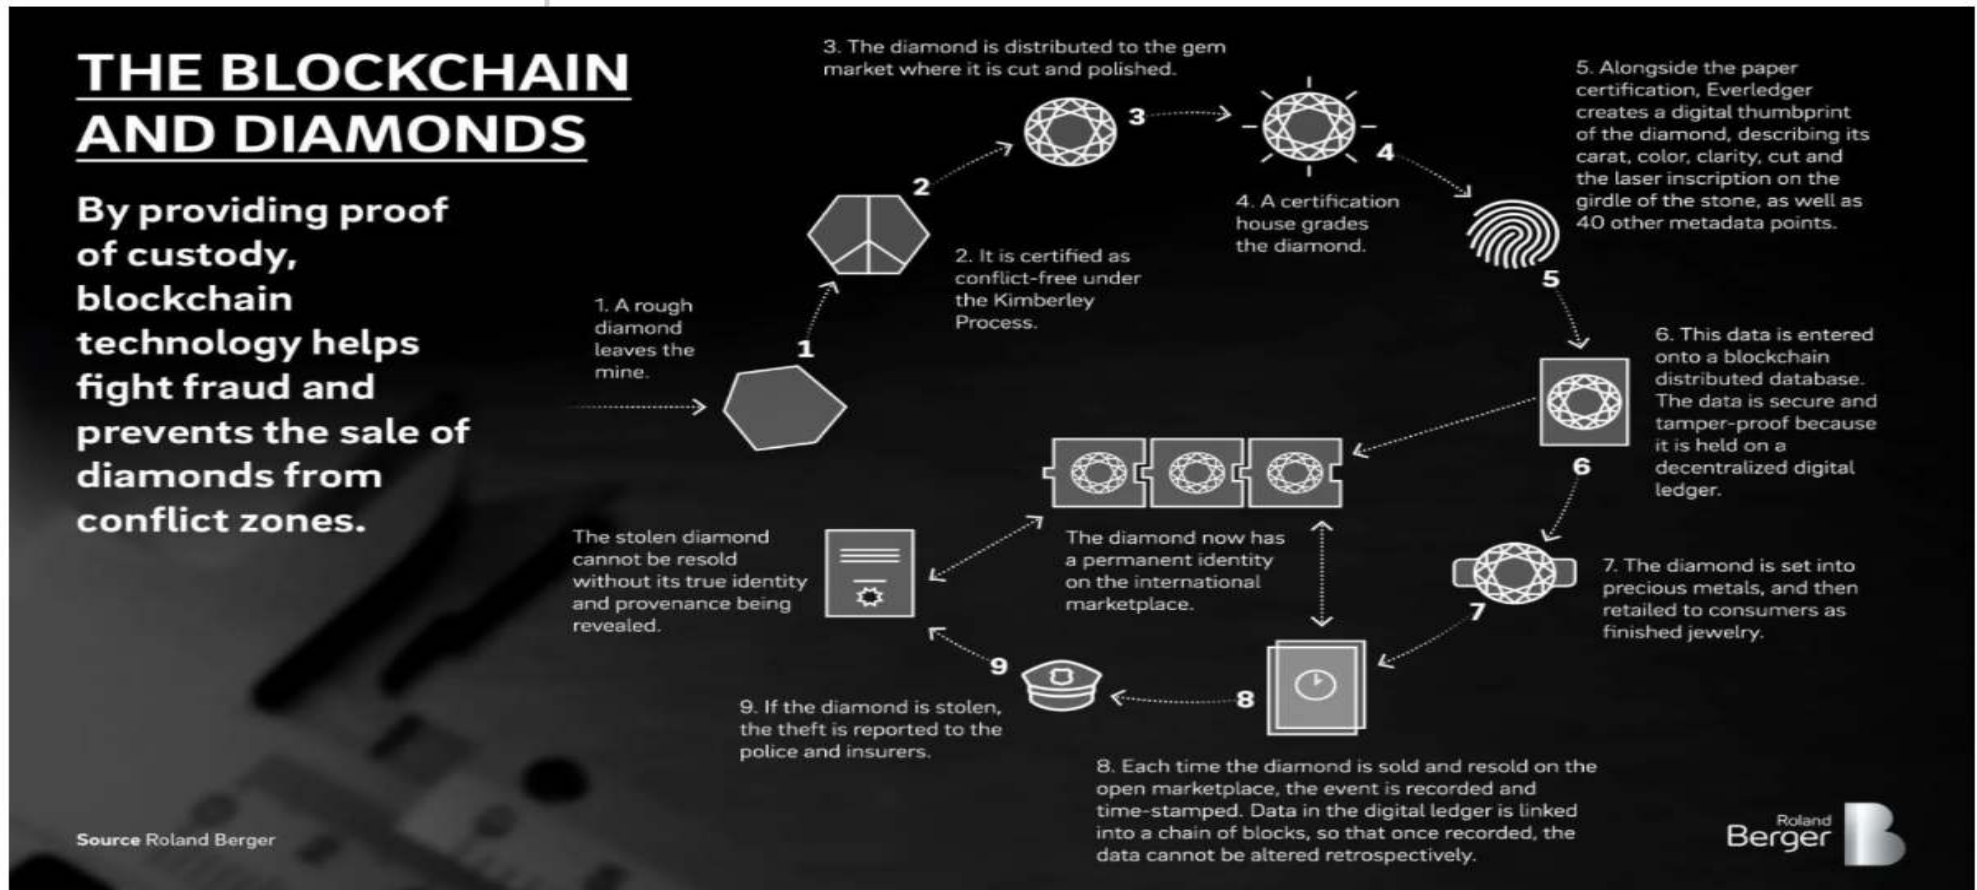 THE BLOCKCHAIN
AND DIAMONDS
By providing proof
of custody,
blockchain
technology helps
fight fraud and
prevents the sale of
diamonds from
conflict zones.
1. A rough
diamond
leaves the
mine.
1
2
2. It is certified as
conflict-free under
the Kimberley
Process.
3. The diamond is distributed to the gem
market where it is cut and polished.
3
4
4. A certification
house grades
the diamond.
5. Alongside the paper
certification, Everledger
creates a digital thumbprint
of the diamond, describing its
carat, color, clarity, cut and
the laser inscription on the
girdle of the stone, as well as
40 other metadata points.
5
6. This data is entered
onto a blockchain
distributed database.
The data is secure and
tamper-proof because
it is held on a
decentralized digital
ledger.
6
The diamond now has
a permanent identity
on the international
marketplace.
7. The diamond is set into
precious metals, and then
retailed to consumers as
finished jewelry.
7
8
8. Each time the diamond is sold and resold on the
open marketplace, the event is recorded and
time-stamped. Data in the digital ledger is linked
into a chain of blocks, so that once recorded, the
data cannot be altered retrospectively.
9
9. If the diamond is stolen,
the theft is reported to the
police and insurers.
The stolen diamond
cannot be resold
without its true identity
and provenance being
revealed.
Source Roland Berger
Roland
Berger
B